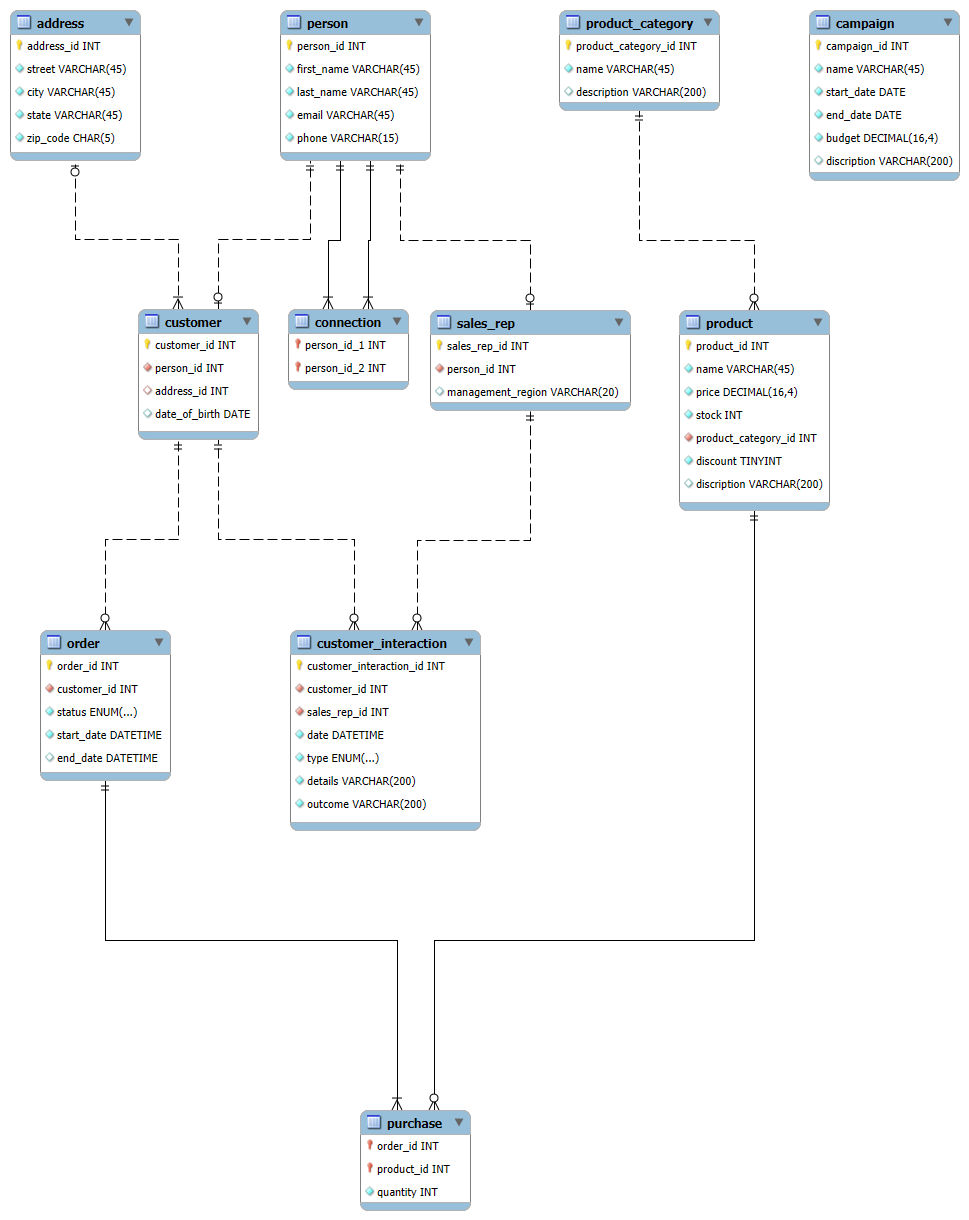 address
address_id INT
street VARCHAR(45)
city VARCHAR(45)
state VARCHAR(45)
zip_code CHAR(5)
person
person_id INT
first_name VARCHAR(45)
last_name VARCHAR(45)
email VARCHAR(45)
phone VARCHAR(15)
product_category
product_category_id INT
name VARCHAR(45)
description VARCHAR(200)
campaign
campaign_id INT
name VARCHAR(45)
start_date DATE
end_date DATE
budget DECIMAL(16,4)
discription VARCHAR(200)
customer
customer_id INT
person_id INT
address_id INT
date_of_birth DATE
connection
person_id_1 INT
person_id_2 INT
sales_rep
sales_rep_id INT
person_id INT
management_region VARCHAR(20)
product
product_id INT
name VARCHAR(45)
price DECIMAL(16,4)
stock INT
product_category_id INT
discount TINYINT
discription VARCHAR(200)
order
order_id INT
customer_id INT
status ENUM(...)
start_date DATETIME
end_date DATETIME
customer_interaction
customer_interaction_id INT
customer_id INT
sales_rep_id INT
date DATETIME
type ENUM(...)
details VARCHAR(200)
outcome VARCHAR(200)
purchase
order_id INT
product_id INT
quantity INT